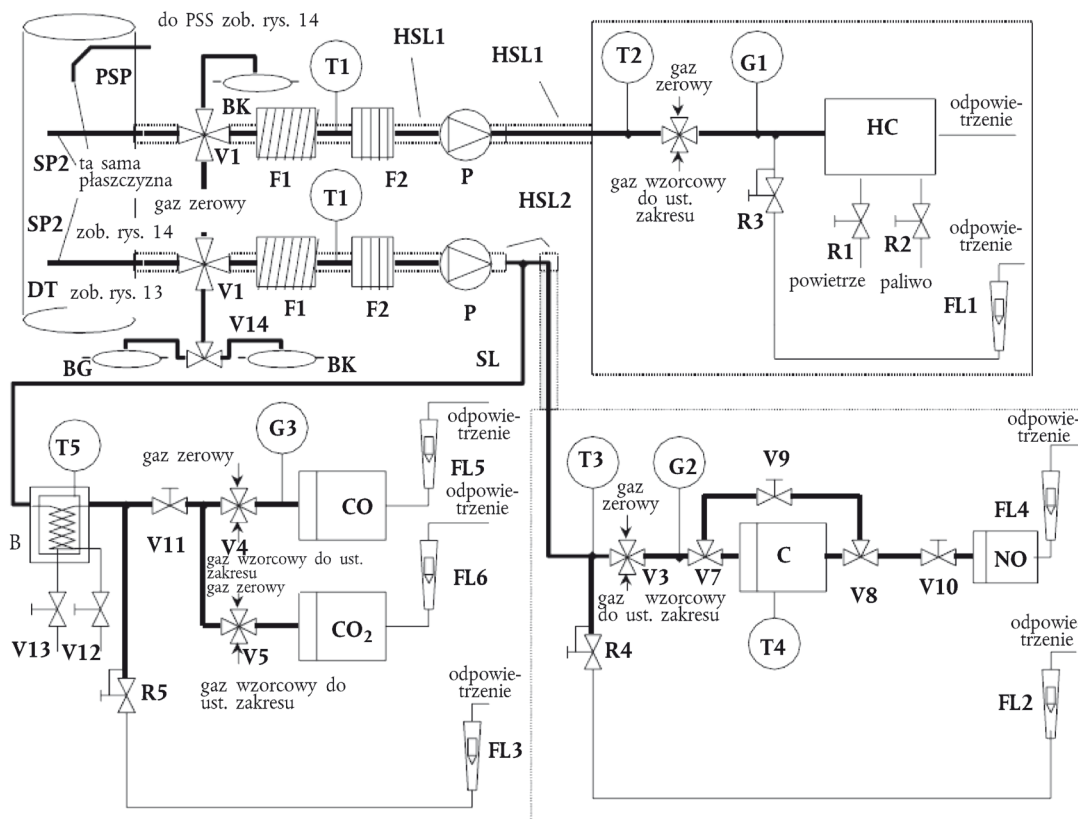 do PSS zob. rys. 14
PSP
BK
T1
HSL1
HSL1
T2
gaz
zerowy
G1
HC
odpowie-
trzenie
SP2
ta sama
płaszczyzna
V1
F1
F2
P
gaz wzorcowy
do ust.
zakresu
R3
R1
R2
powietrze
paliwo
odpowie-
trzenie
FL1
gaz zerowy
T1
HSL2
SP2
zob. rys. 14
DT
zob. rys. 13
V1
F1
F2
P
V14
BG
BK
SL
T5
gaz zerowy
G3
odpowie-
trzenie
FL5
odpowie-
trzenie
CO
B
V11
V4
gaz wzorcowy do ust.
zakresu
gaz zerowy
FL6
CO2
V13
V12
V5
gaz wzorcowy do
ust. zakresu
R5
odpowie-
trzenie
FL3
T3
gaz
zerowy
G2
V9
odpowie-
trzenie
FL4
C
NO
V3
V7
V8
V10
gaz wzorcowy
do ust. zakresu
R4
T4
odpowie-
trzenie
FL2